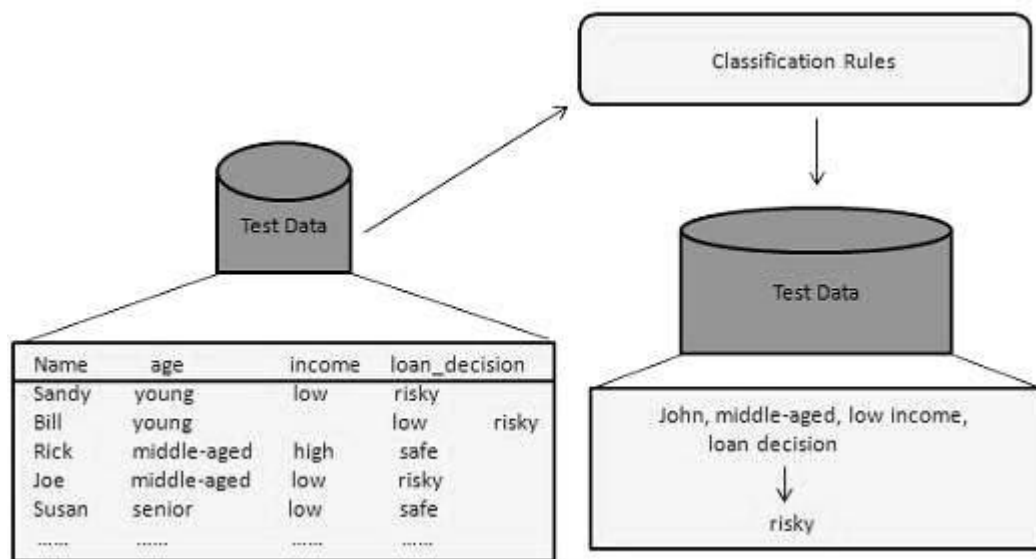 Classification Rules
Test Data
Test Data
Name age income loan_decision
Sandy young low risky
Bill young low risky
Rick middle-aged high safe
Joe middle-aged low risky
Susan senior low safe
...... ...... ...... ......
John, middle-aged, low income,
loan decision
risky